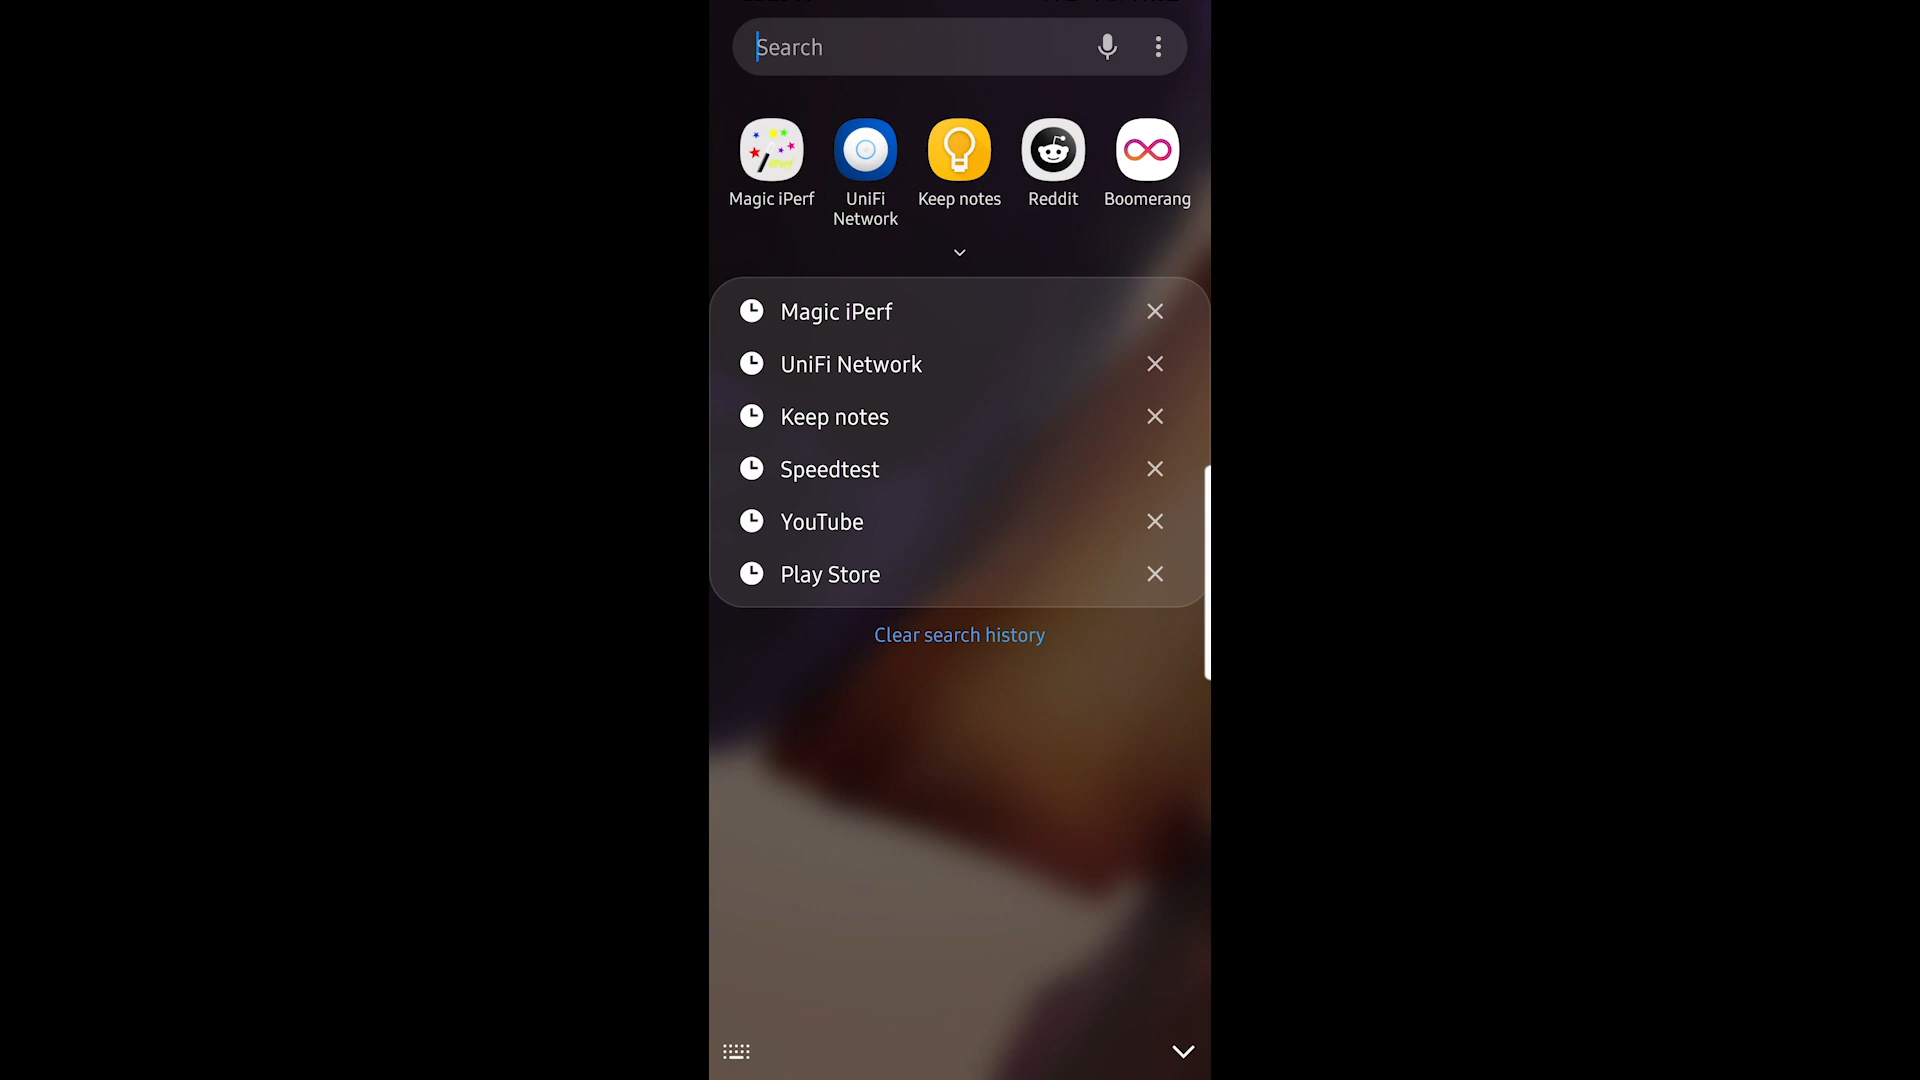 Search
Magic iPerf
UniFi
Network
Keep notes
Reddit
Boomerang
Magic iPerf
UniFi Network
Keep notes
Speedtest
YouTube
Play Store
Clear search history